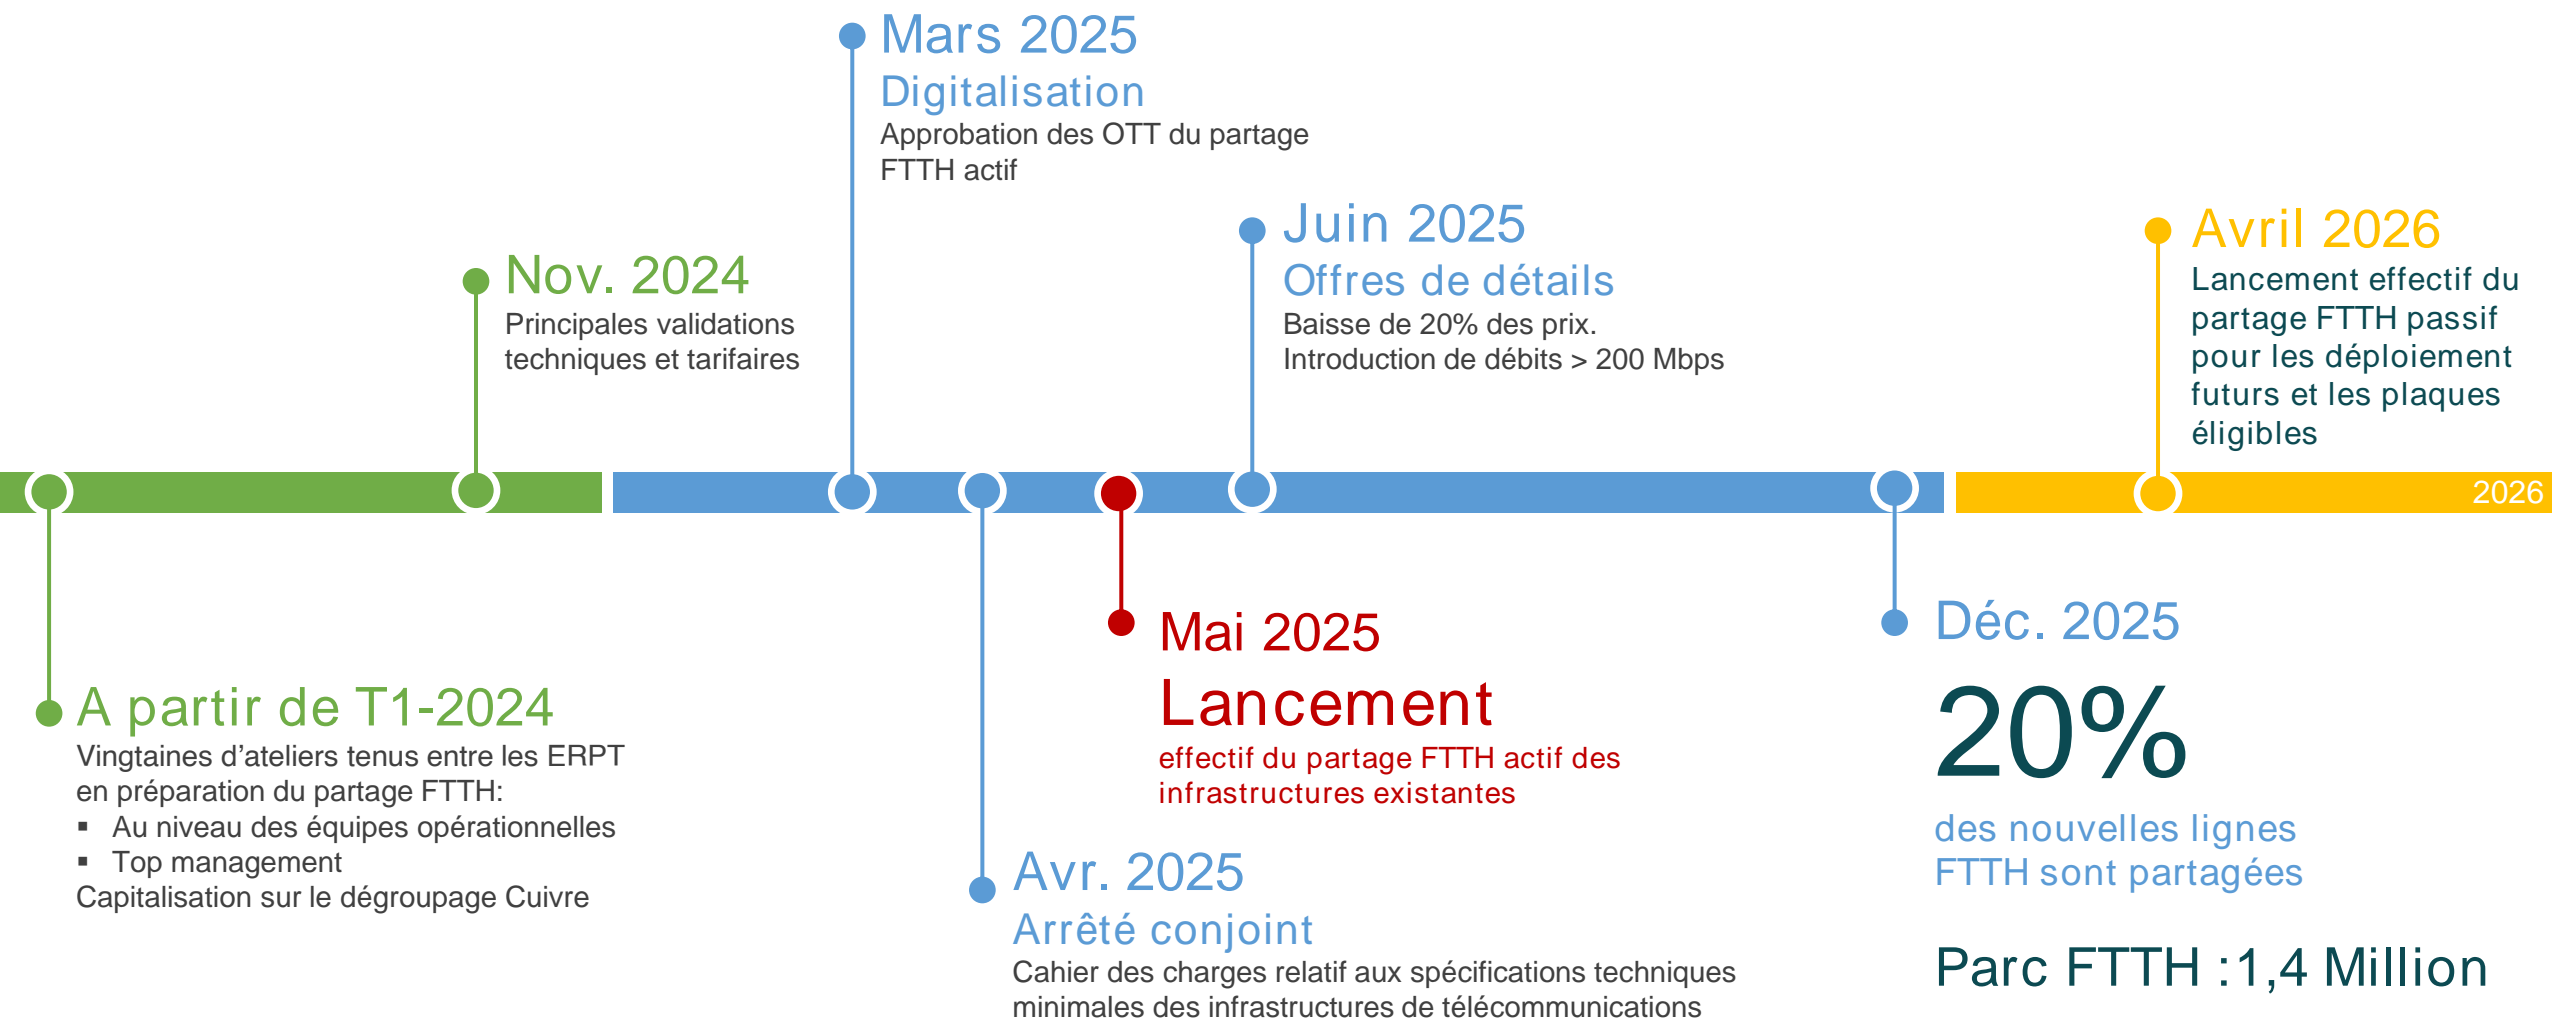 Mars 2025
Digitalisation
Approbation des OTT du partage
FTTH actif
Nov. 2024
Principales validations
techniques et tarifaires
Juin 2025
Offres de détails
Baisse de 20% des prix.
Introduction de débits > 200 Mbps
Avril 2026
Lancement effectif du
partage FTTH passif
pour les déploiement
futurs et les plaques
éligibles
2026
A partir de T1-2024
Vingtaines d’ateliers tenus entre les ERPT
en préparation du partage FTTH:
▪ Au niveau des équipes opérationnelles
▪ Top management
Capitalisation sur le dégroupage Cuivre
Mai 2025
Lancement
effectif du partage FTTH actif des
infrastructures existantes
Avr. 2025
Arrêté conjoint
Cahier des charges relatif aux spécifications techniques
minimales des infrastructures de télécommunications
Déc. 2025
20%
des nouvelles lignes
FTTH sont partagées
Parc FTTH :1,4 Million